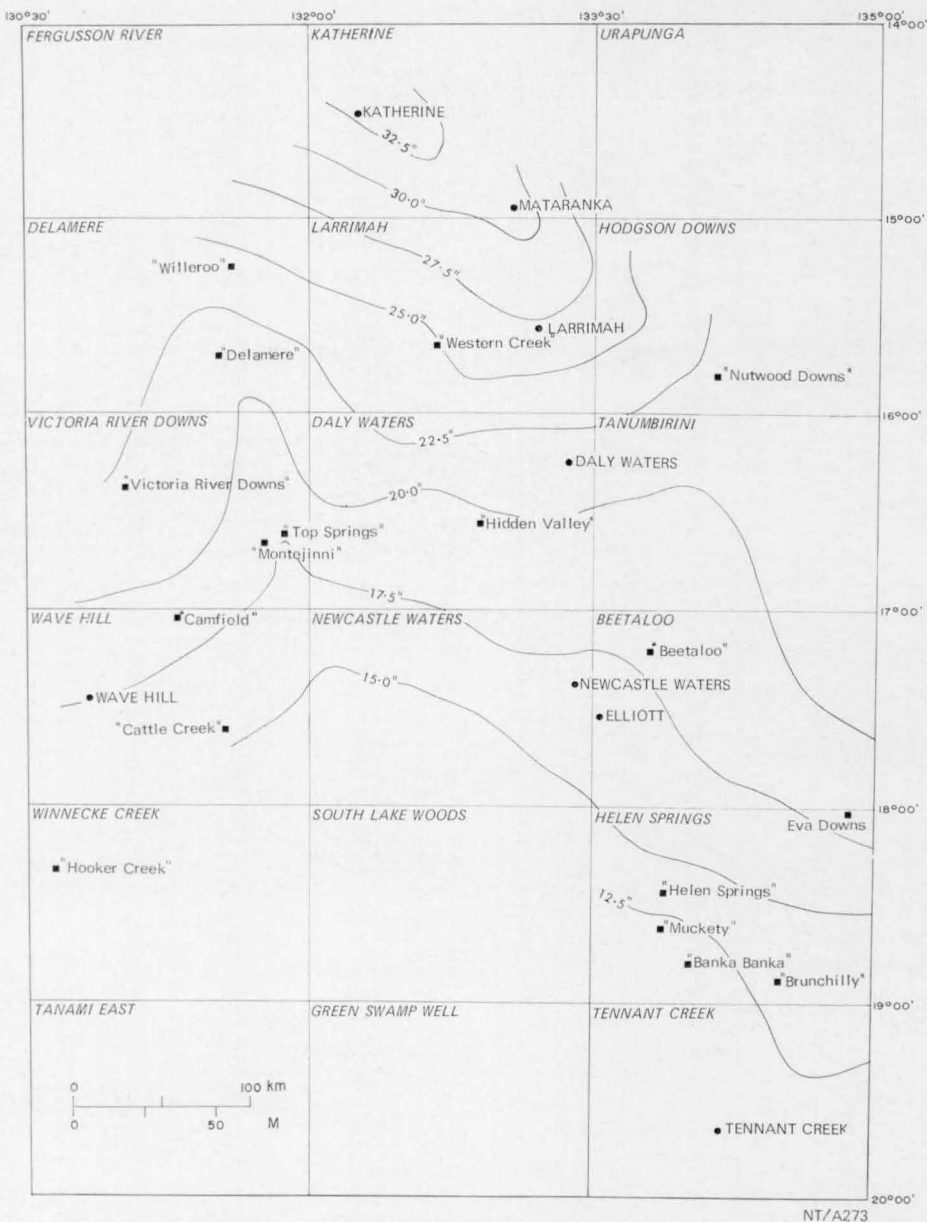 130°30' 132°00' 133°30' 135°00'
14°00'
FERGUSSON RIVER KATHERINE URAPUNGA
KATHERINE
32·5"
30·0"
MATARANKA
15°00'
DELAMERE LARRIMAH HODGSON DOWNS
"Willeroo"
27·5"
25·0"
LARRIMAH
"Western Creek"
"Delamere"
"Nutwood Downs"
16°00'
VICTORIA RIVER DOWNS DALY WATERS TANUMBIRINI
22·5"
DALY WATERS
"Victoria River Downs"
20·0"
"Hidden Valley"
"Top Springs"
"Montejinni"
17·5"
17°00'
WAVE HILL NEWCASTLE WATERS BEETALOO
"Camfield"
"Beetaloo"
15·0"
NEWCASTLE WATERS
WAVE HILL
ELLIOTT
"Cattle Creek"
18°00'
WINNECKE CREEK SOUTH LAKE WOODS HELEN SPRINGS
Eva Downs
"Hooker Creek"
"Helen Springs"
12·5"
"Muckety"
"Banka Banka"
"Brunchilly"
19°00'
TANAMI EAST GREEN SWAMP WELL TENNANT CREEK
0 100 km
0 50 M
TENNANT CREEK
20°00'
NT/A273